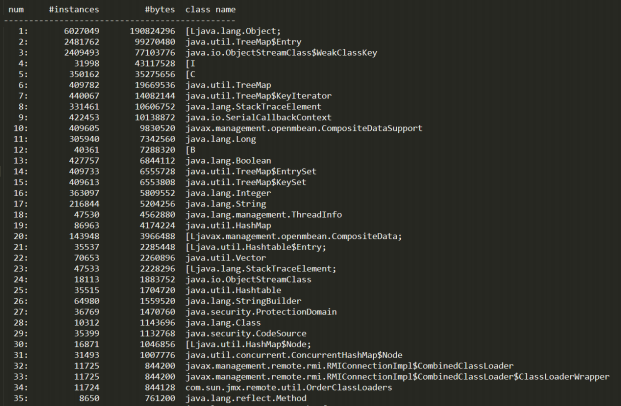 num #instances #bytes class name
----------------------------------------------
1: 6027049 190824296 [Ljava.lang.Object;
2: 2481762 99270480 java.util.TreeMap$Entry
3: 2409493 77103776 java.io.ObjectStreamClass$WeakClassKey
4: 31998 43117528 [I
5: 350162 35275656 [C
6: 409782 19669536 java.util.TreeMap
7: 440067 14082144 java.util.TreeMap$KeyIterator
8: 331461 10606752 java.lang.StackTraceElement
9: 422453 10138872 java.io.SerialCallbackContext
10: 409605 9830520 javax.management.openmbean.CompositeDataSupport
11: 305940 7342560 java.lang.Long
12: 40361 7288320 [B
13: 427757 6844112 java.lang.Boolean
14: 409733 6555728 java.util.TreeMap$EntrySet
15: 409613 6553808 java.util.TreeMap$KeySet
16: 363097 5809552 java.lang.Integer
17: 216844 5204256 java.lang.String
18: 47530 4562880 java.lang.management.ThreadInfo
19: 86963 4174224 java.util.HashMap
20: 143948 3966488 [Ljavax.management.openmbean.CompositeData;
21: 35537 2285448 [Ljava.util.Hashtable$Entry;
22: 70653 2260896 java.util.Vector
23: 47533 2228296 [Ljava.lang.StackTraceElement;
24: 18113 1883752 java.io.ObjectStreamClass
25: 35515 1704720 java.util.Hashtable
26: 64980 1559520 java.lang.StringBuilder
27: 36769 1470760 java.security.ProtectionDomain
28: 10312 1143696 java.lang.Class
29: 35399 1132768 java.security.CodeSource
30: 16871 1046856 [Ljava.util.HashMap$Node;
31: 31493 1007776 java.util.concurrent.ConcurrentHashMap$Node
32: 11725 844200 javax.management.remote.rmi.RMIConnectionImpl$CombinedClassLoader
33: 11725 844200 javax.management.remote.rmi.RMIConnectionImpl$CombinedClassLoader$ClassLoaderWrapper
34: 11724 844128 com.sun.jmx.remote.util.OrderClassLoaders
35: 8650 761200 java.lang.reflect.Method